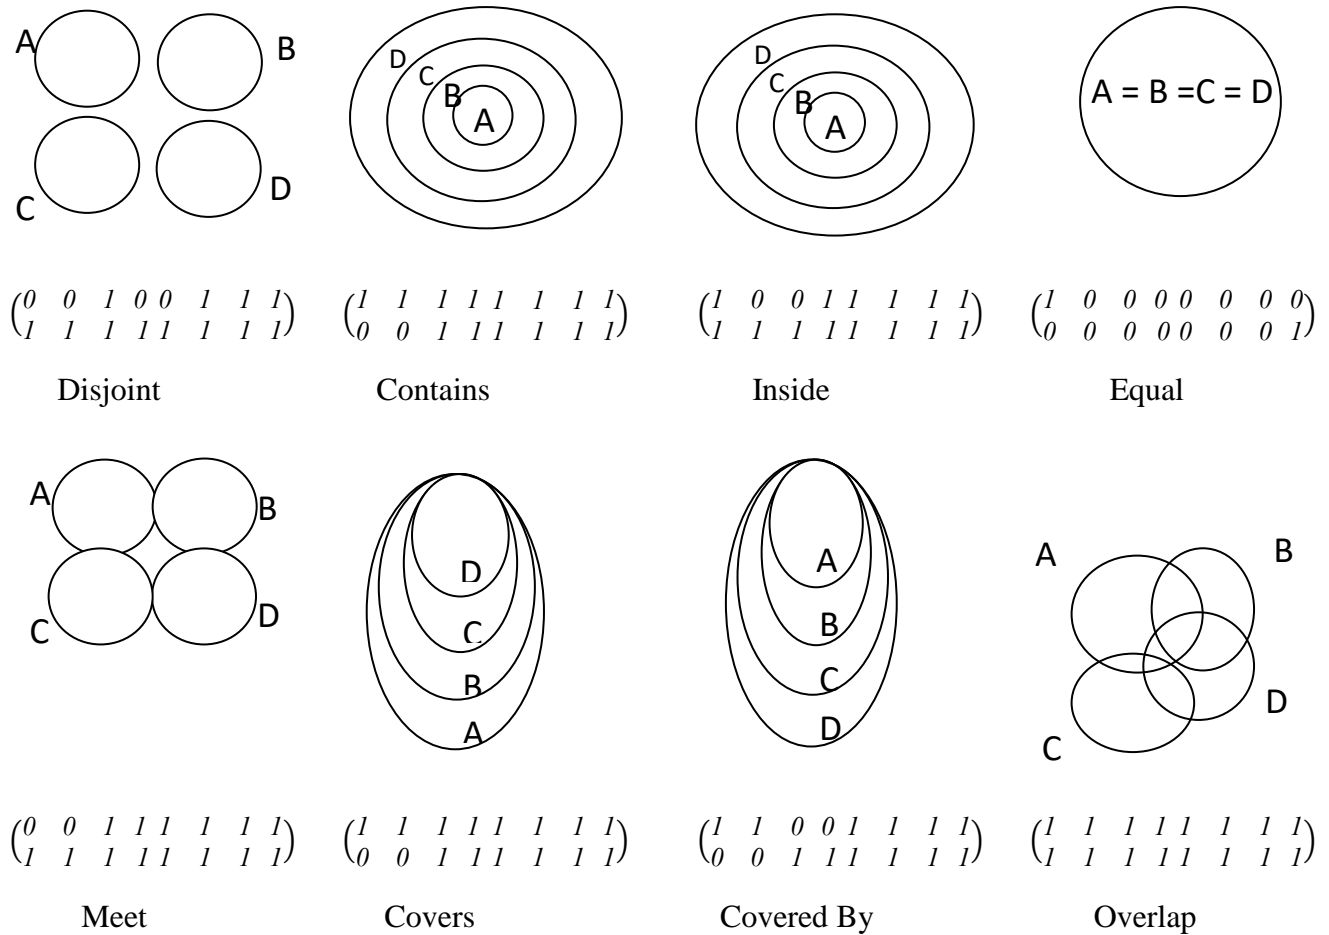 A B
C D
D
C
B
A
D
C
B
A
A = B =C = D
(0 0 1 0 0 1 1 1)
(1 1 1 1 1 1 1 1)
(1 1 1 1 1 1 1 1)
(0 0 1 1 1 1 1 1)
(1 0 0 1 1 1 1 1)
(1 1 1 1 1 1 1 1)
(1 0 0 0 0 0 0 0)
(0 0 0 0 0 0 0 1)
Disjoint Contains Inside Equal
A B
C D
D
C
B
A
A
B
C
D
A B
D
C
(0 0 1 1 1 1 1 1)
(1 1 1 1 1 1 1 1)
(1 1 1 1 1 1 1 1)
(0 0 1 1 1 1 1 1)
(1 1 0 0 1 1 1 1)
(0 0 1 1 1 1 1 1)
(1 1 1 1 1 1 1 1)
(1 1 1 1 1 1 1 1)
Meet Covers Covered By Overlap